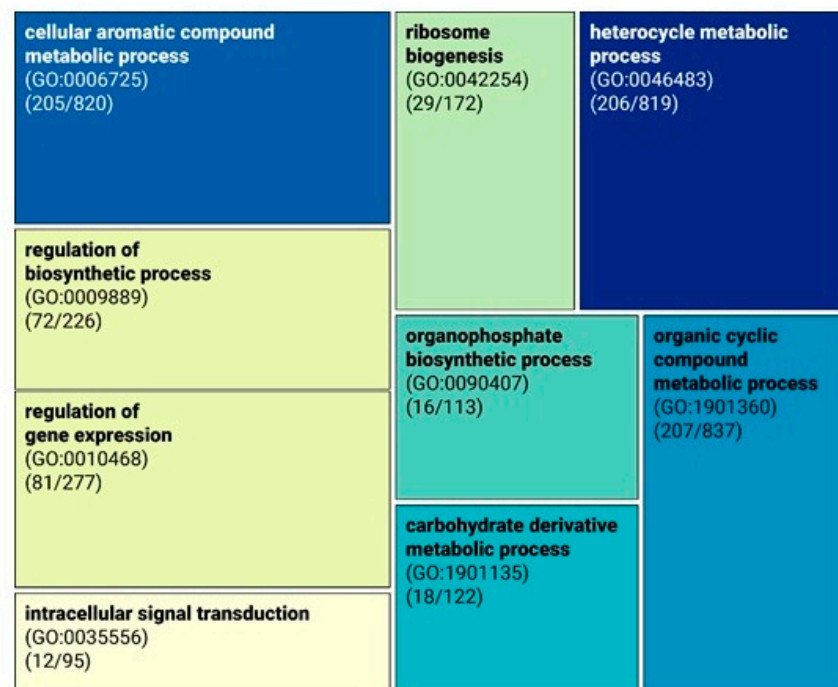 cellular aromatic compound
metabolic process
(GO:0006725)
(205/820)
ribosome
biogenesis
(GO:0042254)
(29/172)
heterocycle metabolic
process
(GO:0046483)
(206/819)
regulation of
biosynthetic process
(GO:0009889)
(72/226)
organophosphate
biosynthetic process
(GO:0090407)
(16/113)
organic cyclic
compound
metabolic process
(GO:1901360)
(207/837)
regulation of
gene expression
(GO:0010468)
(81/277)
carbohydrate derivative
metabolic process
(GO:1901135)
(18/122)
intracellular signal transduction
(GO:0035556)
(12/95)